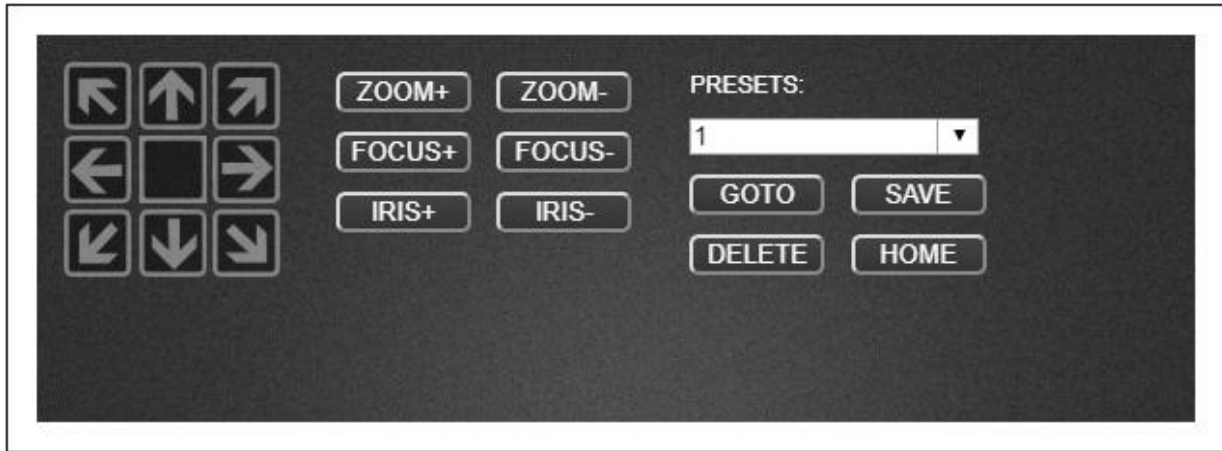 ZOOM+ ZOOM-
FOCUS+ FOCUS-
IRIS+ IRIS-
PRESETS:
1
GOTO SAVE
DELETE HOME